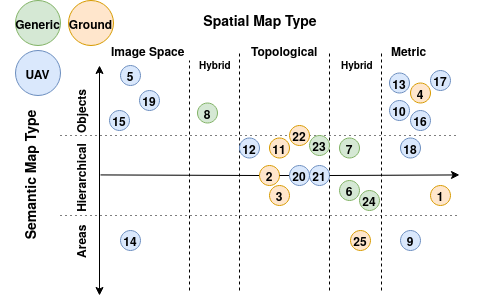 Generic Ground
Spatial Map Type
UAV
Image Space Topological Metric
Hybrid Hybrid
Semantic Map Type
Objects
Hierarchical
Areas
5 13 17
19 4
15 8 10 16
22
12 11 23 7 18
2 20 21
3 6 24 1
14 25 9